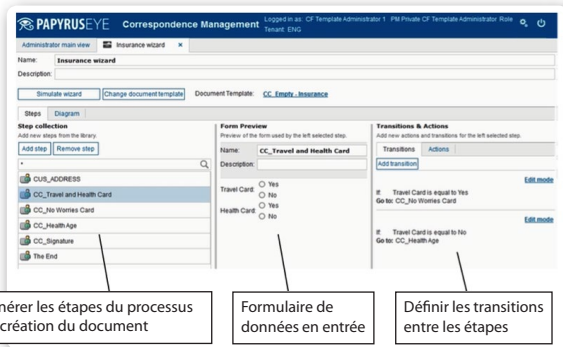 PAPYRUSEYE Correspondence Management Logged in as: CF Template Administrator 1 PM Private CF Template Administrator Role
Tenant: ENG
Administrator main view Insurance wizard ×
Name: Insurance wizard
Description:
Simulate wizard Change document template Document Template: CC_Empty - Insurance
Steps Diagram
Step collection
Add new steps from the library.
Add step Remove step
*
CUS_ADDRESS
CC_Travel and Health Card
CC_No Worries Card
CC_Health Age
CC_Signature
The End
Form Preview
Preview of the form used by the left selected step.
Name: CC_Travel and Health Card
Description:
Travel Card: Yes
No
Health Card: Yes
No
Transitions & Actions
Add new actions and transitions for the left selected step.
Transitions Actions
Add transition
Edit mode
If: Travel Card is equal to Yes
Go to: CC_No Worries Card
Edit mode
If: Travel Card is equal to No
Go to: CC_Health Age
nérer les étapes du processus
création du document
Formulaire de
données en entrée
Définir les transitions
entre les étapes